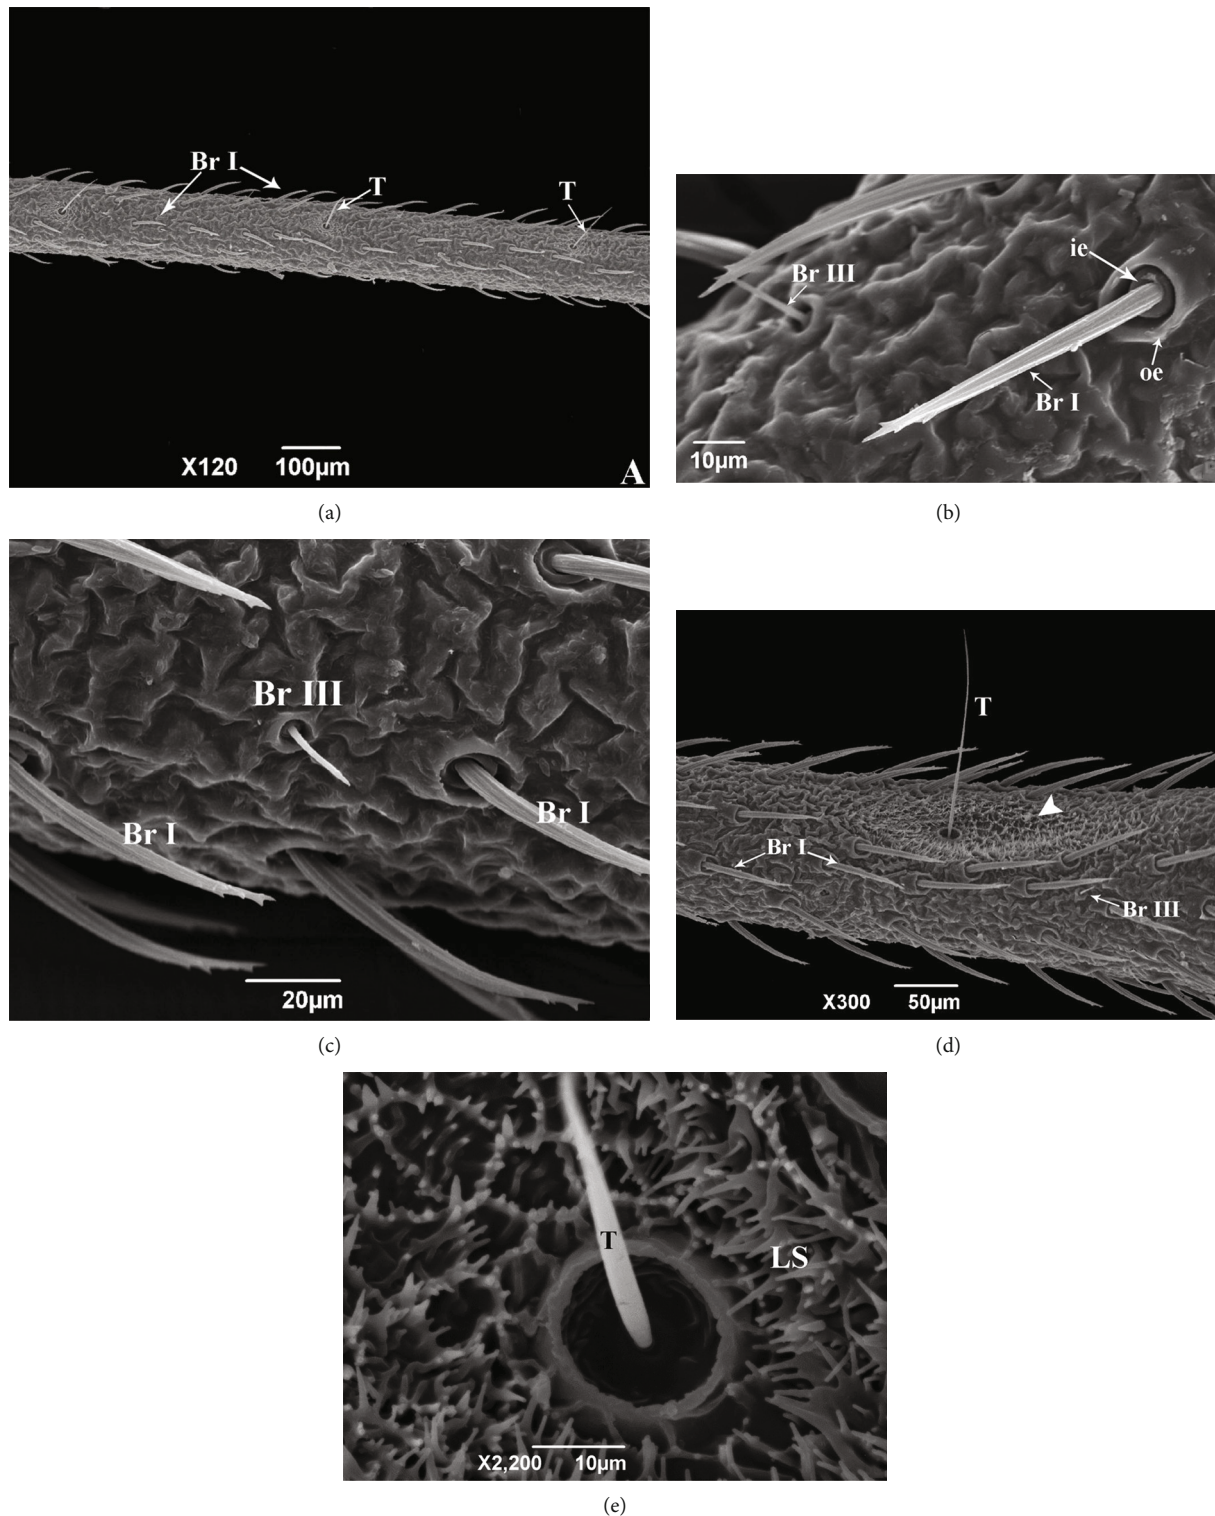 Br I
T
T
X120 100µm
A
(a)
ie
Br III
oe
Br I
10µm
(b)
Br III
Br I
Br I
20µm
(c)
T
Br I
Br III
X300 50µm
(d)
T
LS
X2,200 10µm
(e)